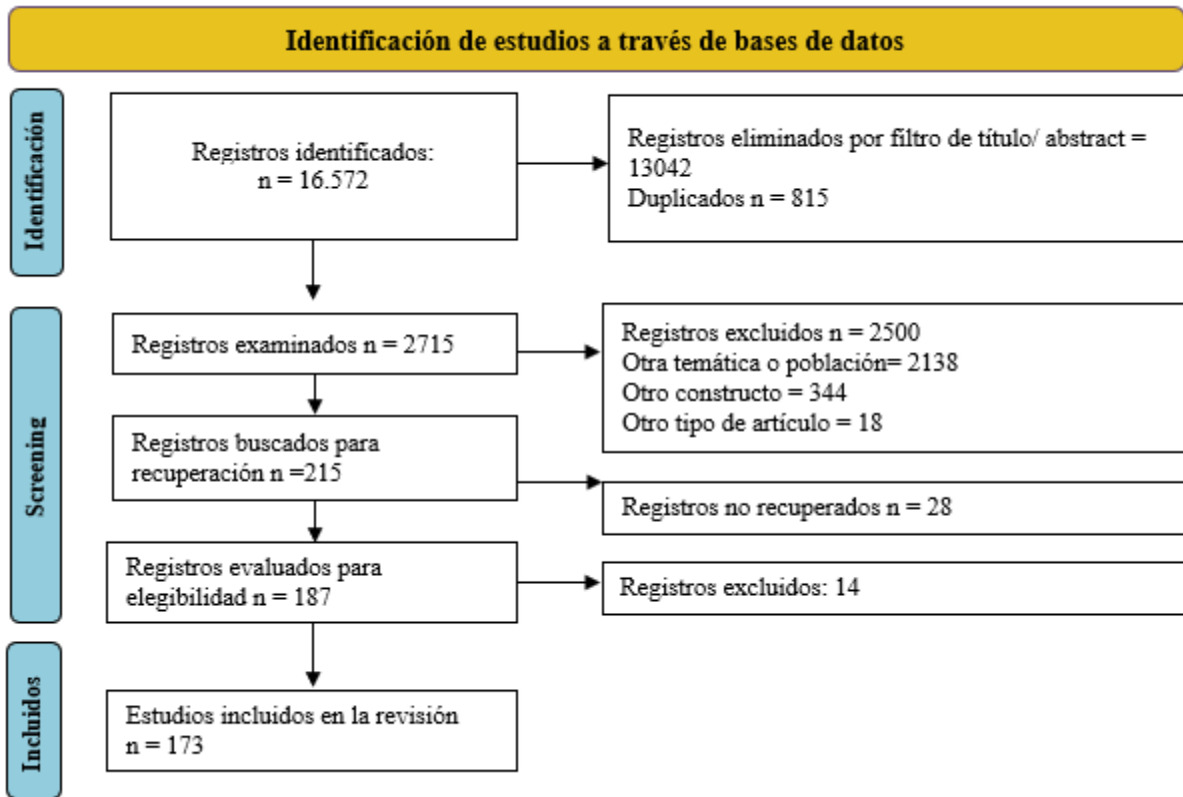 Identificación de estudios a través de bases de datos
Identificación
Registros identificados:
n = 16.572
Registros eliminados por filtro de título/ abstract =
13042
Duplicados n = 815
Screening
Registros examinados n = 2715
Registros excluidos n = 2500
Otra temática o población= 2138
Otro constructo = 344
Otro tipo de artículo = 18
Registros buscados para
recuperación n =215
Registros no recuperados n = 28
Registros evaluados para
elegibilidad n = 187
Registros excluidos: 14
Incluidos
Estudios incluidos en la revisión
n = 173